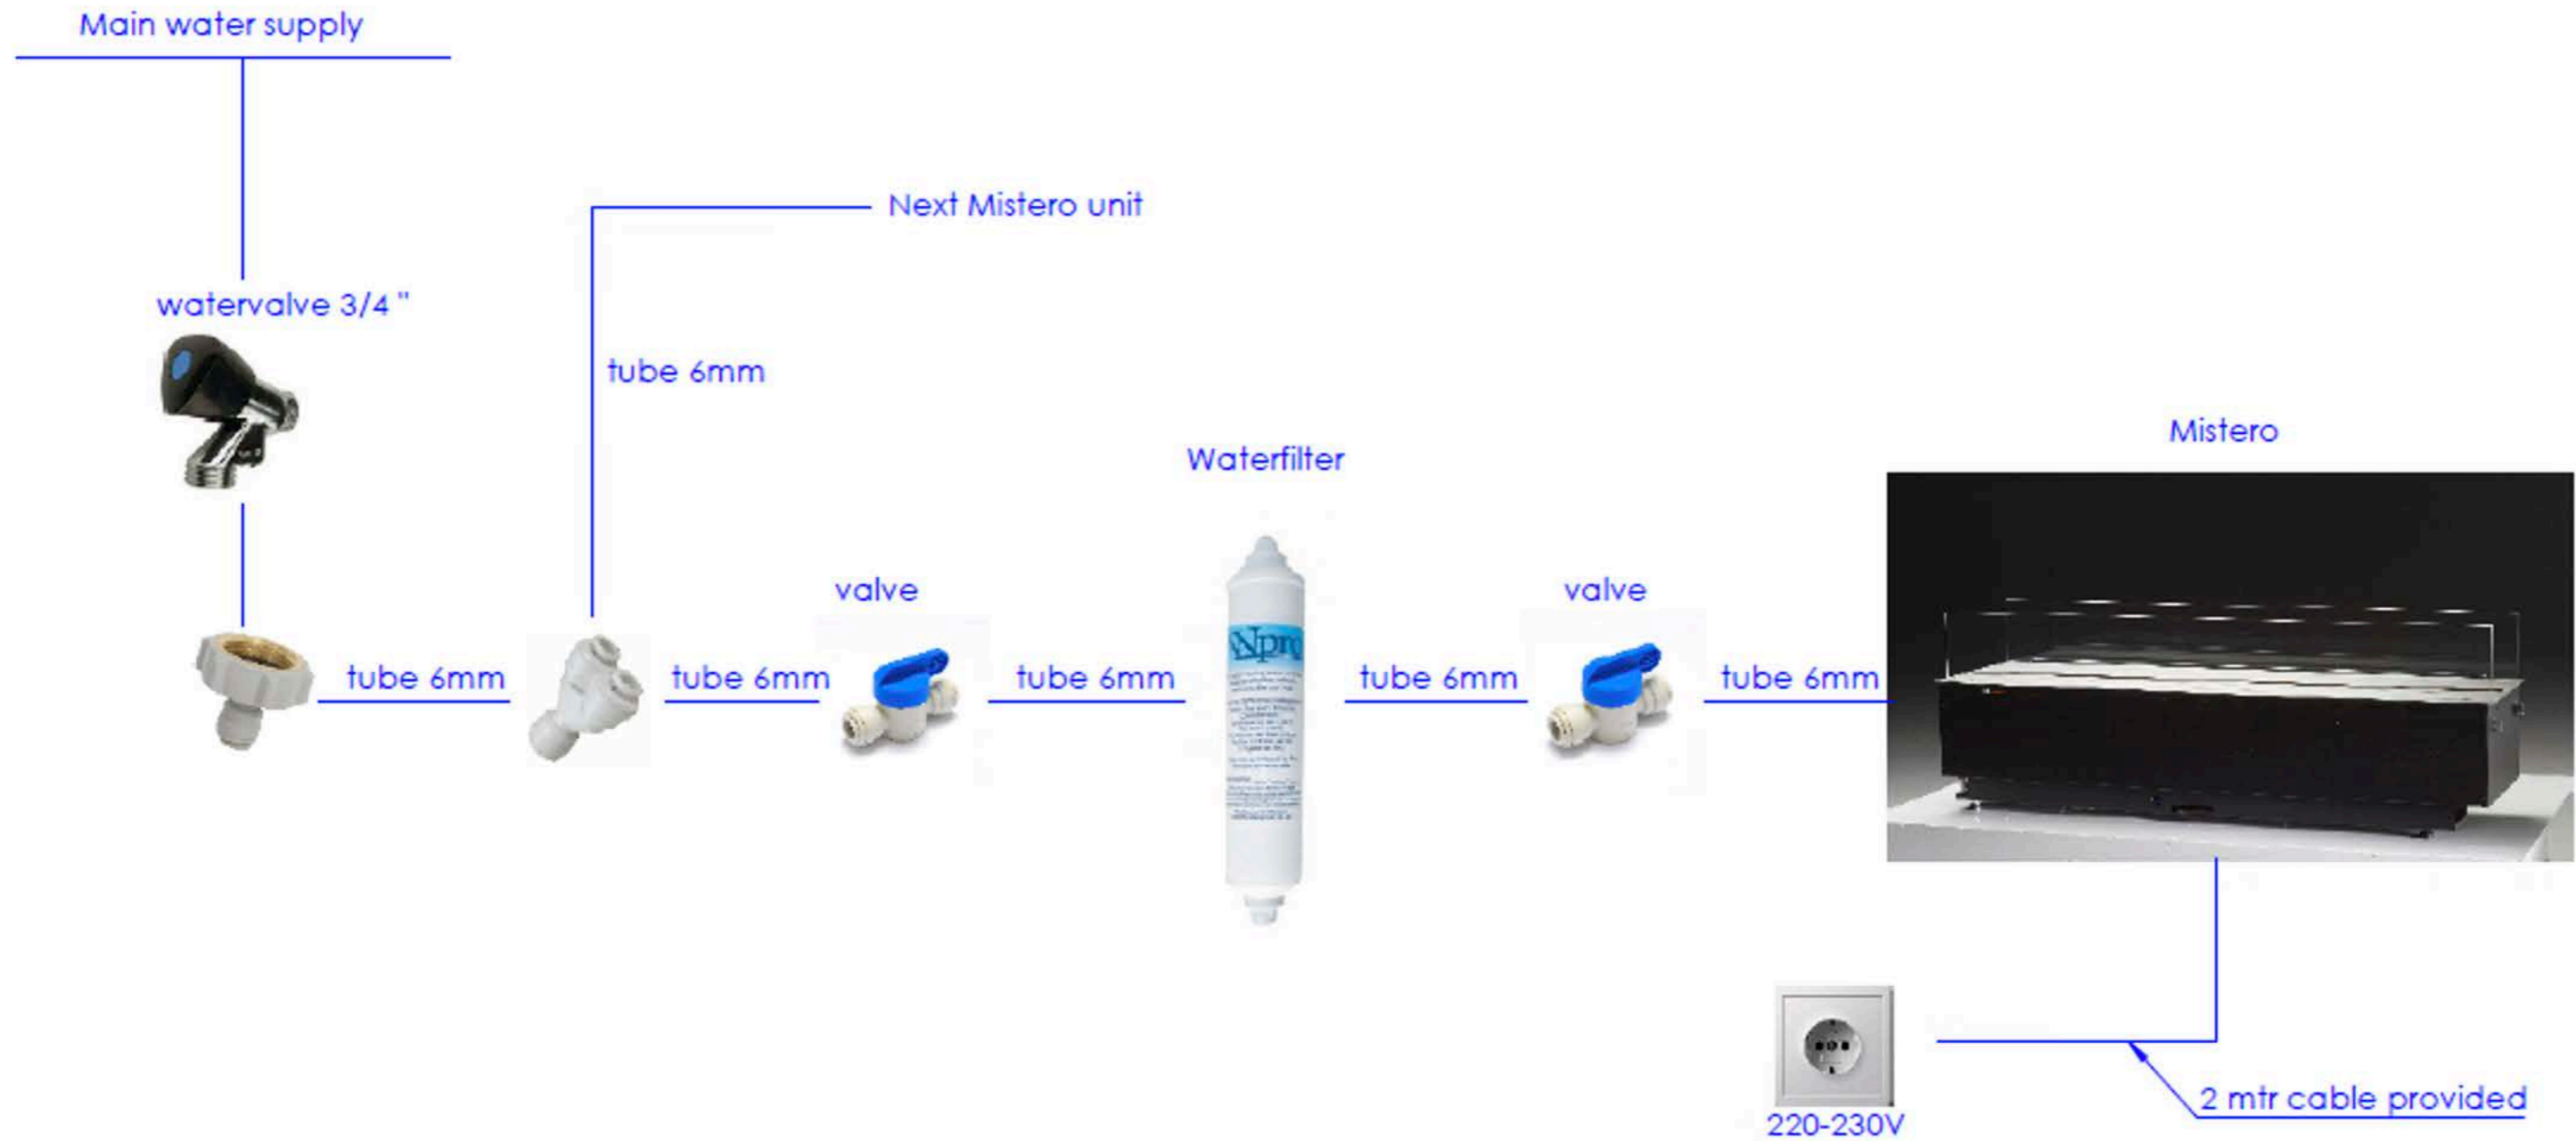 Main water supply
Next Mistero unit
watervalve 3/4 "
tube 6mm
Mistero
Waterfilter
valve
valve
tube 6mm
tube 6mm
tube 6mm
tube 6mm
tube 6mm
2 mtr cable provided
220-230V